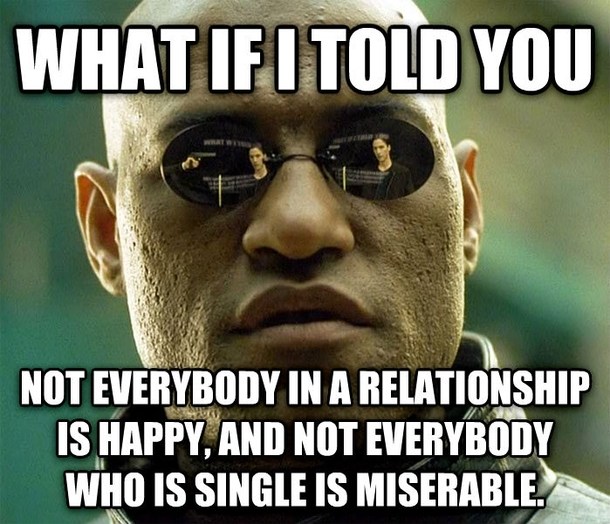 WHAT IF I TOLD YOU
NOT EVERYBODY IN A RELATIONSHIP
IS HAPPY, AND NOT EVERYBODY
WHO IS SINGLE IS MISERABLE.